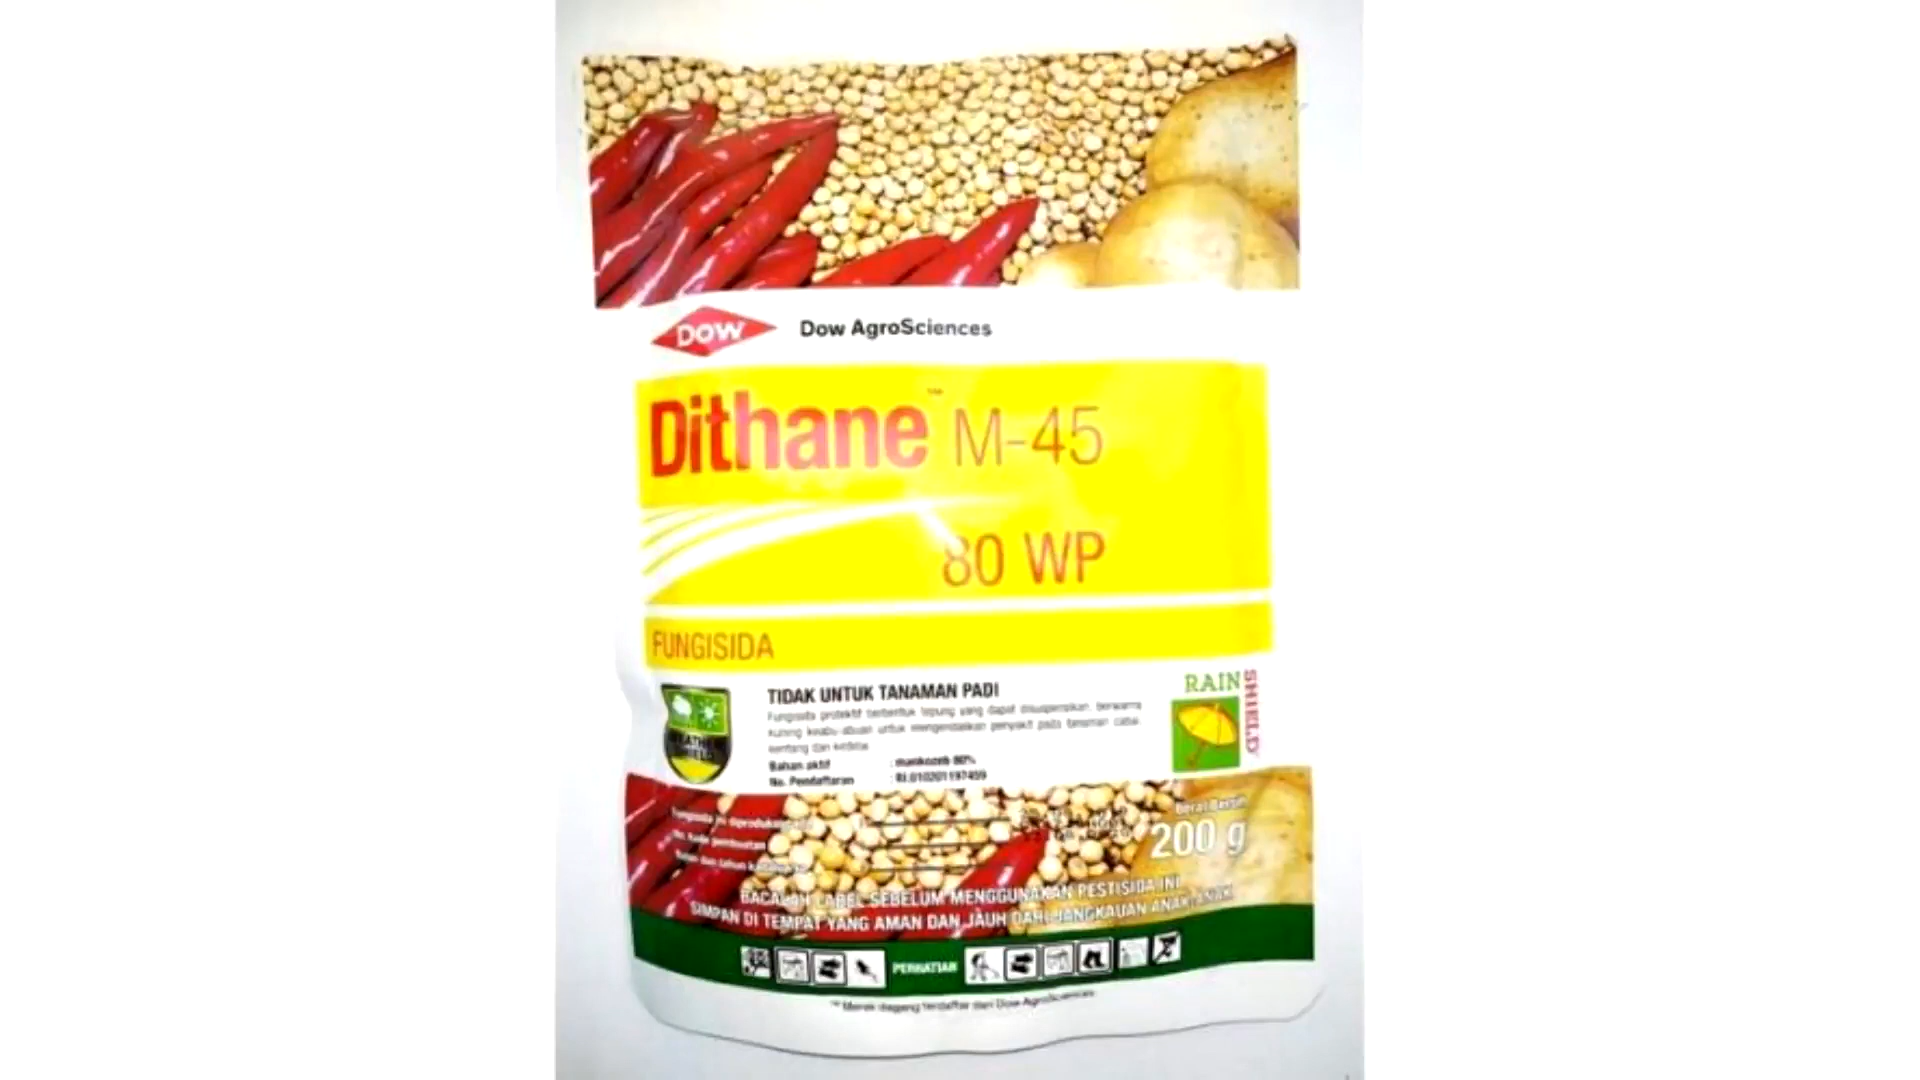 DOW
Dow AgroSciences
Dithane™ M-45
80 WP
FUNGISIDA
RAIN SHIELD
TIDAK UNTUK TANAMAN PADI
Fungisida protektif berbentuk tepung yang dapat disuspensikan, berwarna
kuning keabu-abuan untuk mengendalikan penyakit pada tanaman cabai,
kentang dan kedelai
Bahan aktif : mankozeb 80%
No. Pendaftaran : RI.010201197459
Berat Bersih
200 g
BACALAH LABEL SEBELUM MENGGUNAKAN PESTISIDA INI
SIMPAN DI TEMPAT YANG AMAN DAN JAUH DARI JANGKAUAN ANAK-ANAK
PERHATIAN
™ Merek dagang terdaftar dari Dow AgroSciences